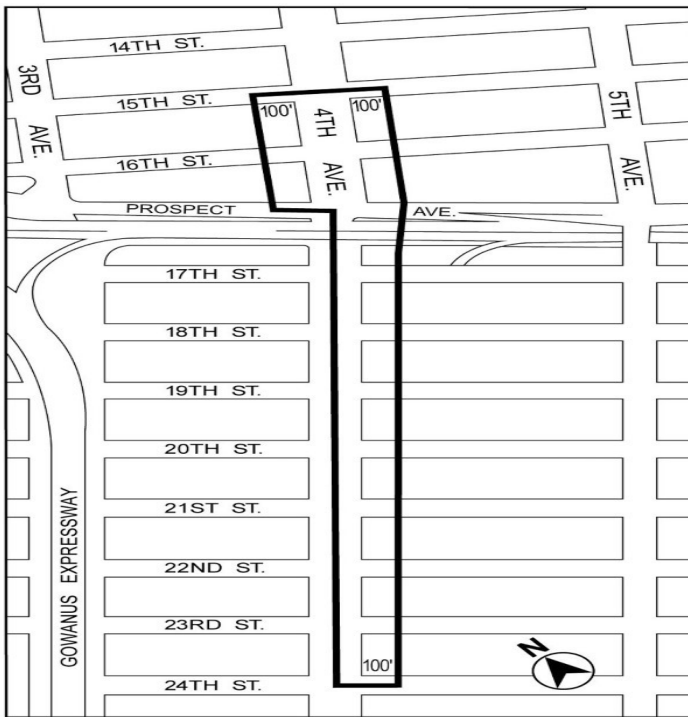 14TH ST.
3RD AVE.
15TH ST.
100'
4TH AVE.
100'
5TH AVE.
16TH ST.
PROSPECT AVE.
17TH ST.
18TH ST.
19TH ST.
20TH ST.
21ST ST.
GOWANUS EXPRESSWAY
22ND ST.
23RD ST.
100'
N
24TH ST.